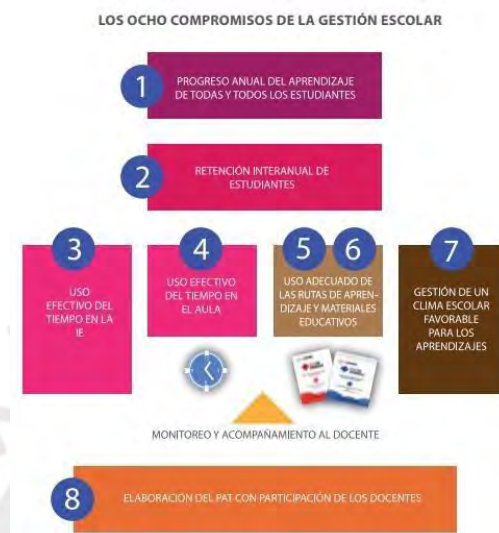 LOS OCHO COMPROMISOS DE LA GESTIÓN ESCOLAR
1
PROGRESO ANUAL DEL APRENDIZAJE
DE TODAS Y TODOS LOS ESTUDIANTES
2
RETENCIÓN INTERANUAL DE
ESTUDIANTES
3
USO
EFECTIVO DEL
TIEMPO EN LA
IE
4
USO EFECTIVO
DEL TIEMPO EN
EL AULA
5 6
USO ADECUADO DE
LAS RUTAS DE APREN-
DIZAJE Y MATERIALES
EDUCATIVOS
7
GESTIÓN DE UN
CLIMA ESCOLAR
FAVORABLE
PARA LOS
APRENDIZAJES
MONITOREO Y ACOMPAÑAMIENTO AL DOCENTE
8
ELABORACIÓN DEL PAT CON PARTICIPACIÓN DE LOS DOCENTES